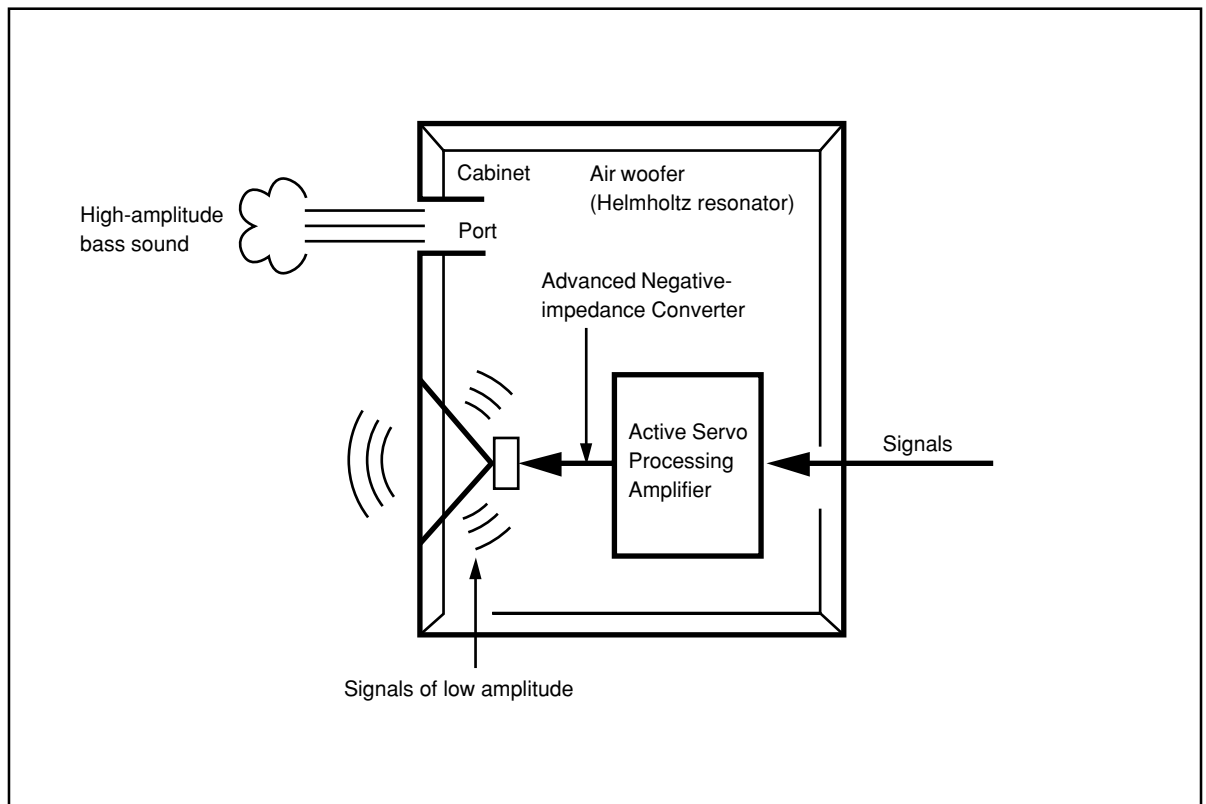 Cabinet
Air woofer
(Helmholtz resonator)
High-amplitude
bass sound
Port
Advanced Negative-
impedance Converter
Active Servo
Processing
Amplifier
Signals
Signals of low amplitude